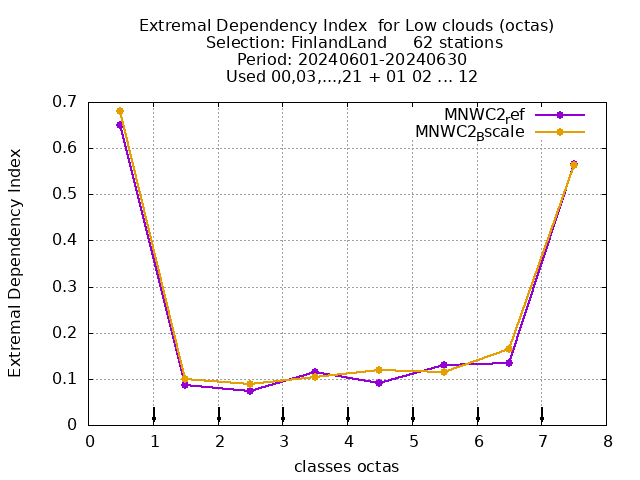 Extremal Dependency Index  for Low clouds (octas)
Selection: FinlandLand     62 stations
Period: 20240601-20240630
Used 00,03,...,21 + 01 02 ... 12
MNWC2_ref
MNWC2_Bscale
Extremal Dependency Index
0.7
0.6
0.5
0.4
0.3
0.2
0.1
0
0 1 2 3 4 5 6 7 8
classes octas